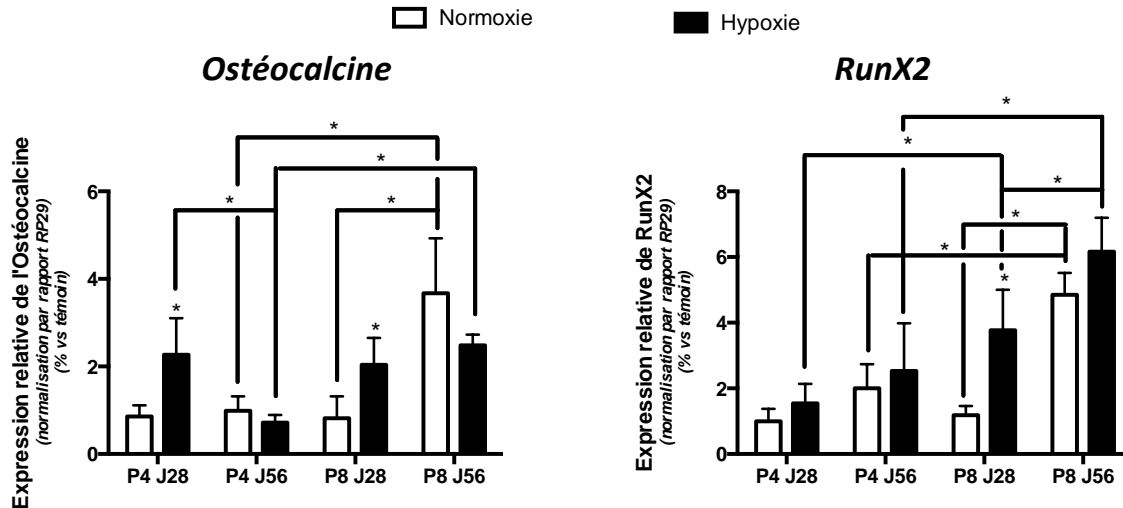 Normoxie
Hypoxie
Ostéocalcine
Expression relative de l'Ostéocalcine
(normalisation par rapport RP29)
(% vs témoin)
6
4
2
0
*
*
*
*
*
*
P4 J28
P4 J56
P8 J28
P8 J56
RunX2
Expression relative de RunX2
(normalisation par rapport RP29)
(% vs témoin)
8
6
4
2
0
*
*
*
*
*
*
P4 J28
P4 J56
P8 J28
P8 J56